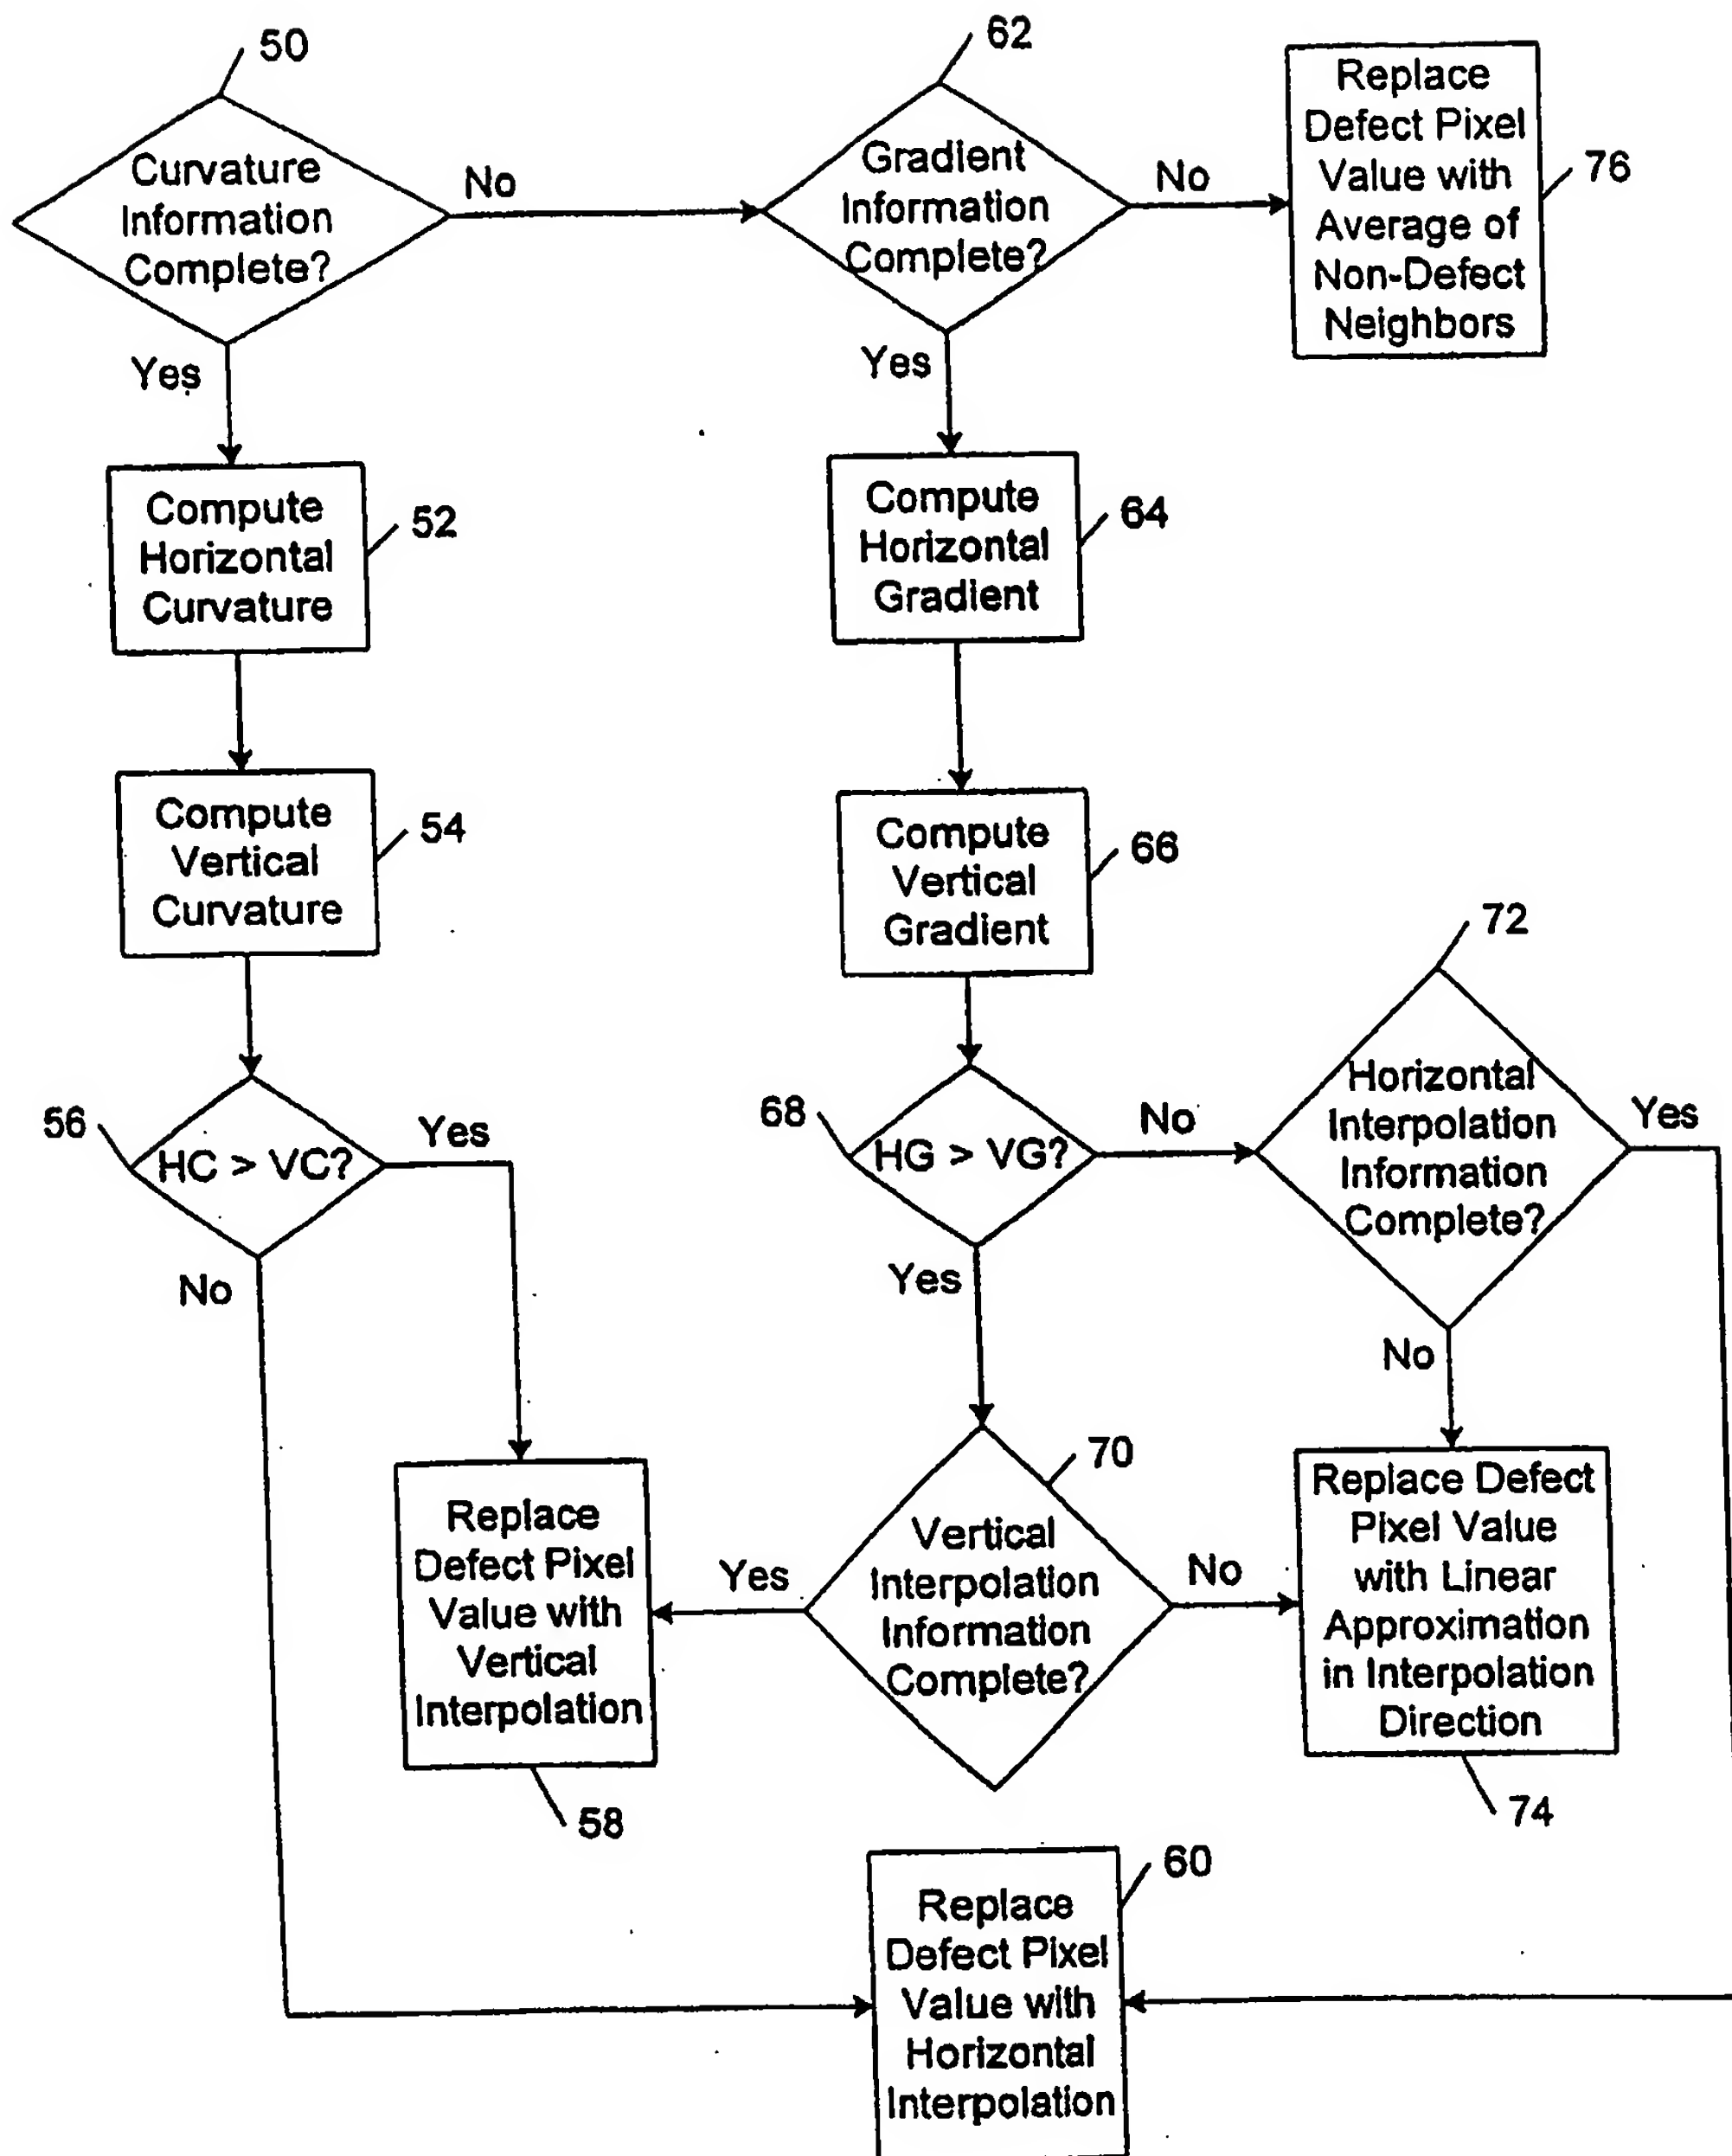 50
Curvature
Information
Complete?
No
Yes
62
Gradient
Information
Complete?
No
Yes
Replace
Defect Pixel
Value with
Average of
Non-Defect
Neighbors
76
Compute
Horizontal
Curvature
52
Compute
Horizontal
Gradient
64
Compute
Vertical
Curvature
54
Compute
Vertical
Gradient
66
56
HC > VC?
Yes
No
68
HG > VG?
No
Yes
72
Horizontal
Interpolation
Information
Complete?
Yes
No
Replace
Defect Pixel
Value with
Vertical
Interpolation
58
70
Vertical
Interpolation
Information
Complete?
Yes
No
Replace Defect
Pixel Value
with Linear
Approximation
in Interpolation
Direction
74
60
Replace
Defect Pixel
Value with
Horizontal
Interpolation